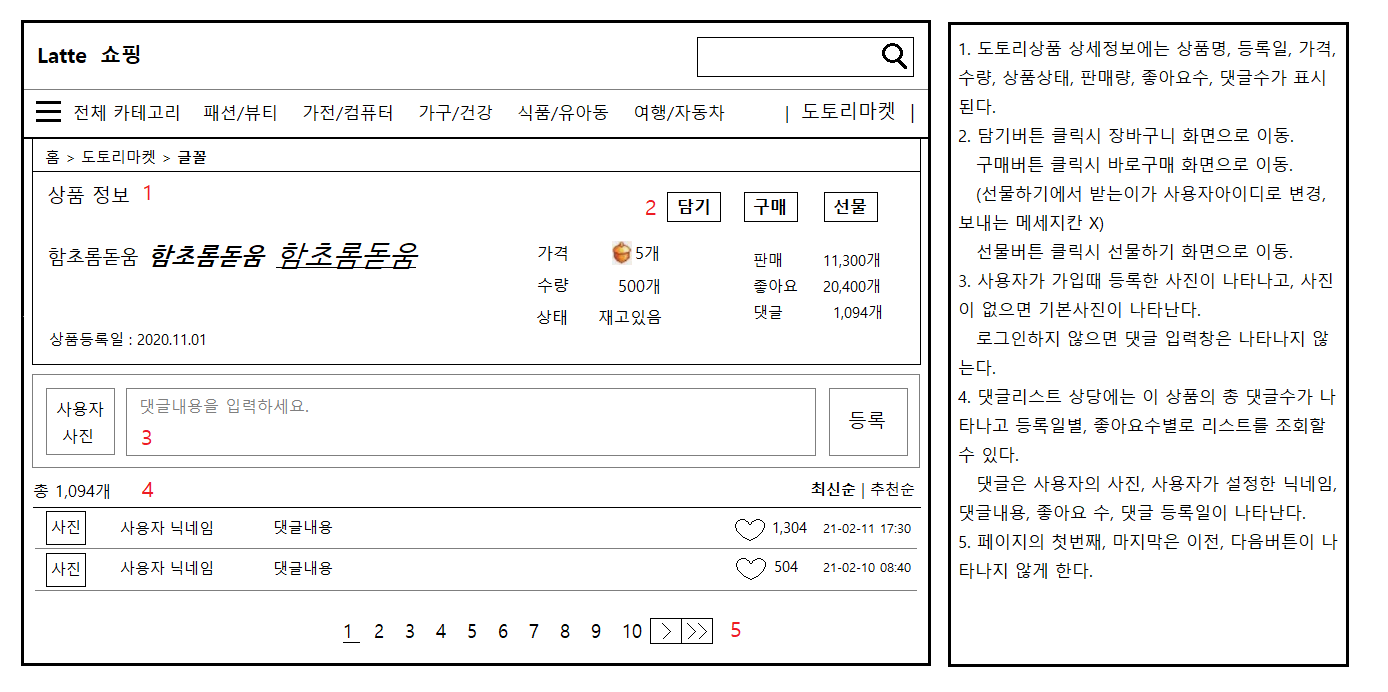 Latte 쇼핑
전체 카테고리 패션/뷰티 가전/컴퓨터 가구/건강 식품/유아동 여행/자동차 | 도토리마켓 |
홈 > 도토리마켓 > 글꼴
상품 정보 1
2 담기 구매 선물
함초롬돋움 함초롬돋움 함초롬돋움
가격 5개
수량 500개
상태 재고있음
판매 11,300개
좋아요 20,400개
댓글 1,094개
상품등록일 : 2020.11.01
사용자
사진
댓글내용을 입력하세요.
3
등록
총 1,094개 4 최신순 | 추천순
사진 사용자 닉네임 댓글내용 1,304 21-02-11 17:30
사진 사용자 닉네임 댓글내용 504 21-02-10 08:40
1 2 3 4 5 6 7 8 9 10 > >> 5
1. 도토리상품 상세정보에는 상품명, 등록일, 가격,
수량, 상품상태, 판매량, 좋아요수, 댓글수가 표시
된다.
2. 담기버튼 클릭시 장바구니 화면으로 이동.
구매버튼 클릭시 바로구매 화면으로 이동.
(선물하기에서 받는이가 사용자아이디로 변경,
보내는 메세지칸 X)
선물버튼 클릭시 선물하기 화면으로 이동.
3. 사용자가 가입때 등록한 사진이 나타나고, 사진
이 없으면 기본사진이 나타난다.
로그인하지 않으면 댓글 입력창은 나타나지 않
는다.
4. 댓글리스트 상당에는 이 상품의 총 댓글수가 나
타나고 등록일별, 좋아요수별로 리스트를 조회할
수 있다.
댓글은 사용자의 사진, 사용자가 설정한 닉네임,
댓글내용, 좋아요 수, 댓글 등록일이 나타난다.
5. 페이지의 첫번째, 마지막은 이전, 다음버튼이 나
타나지 않게 한다.